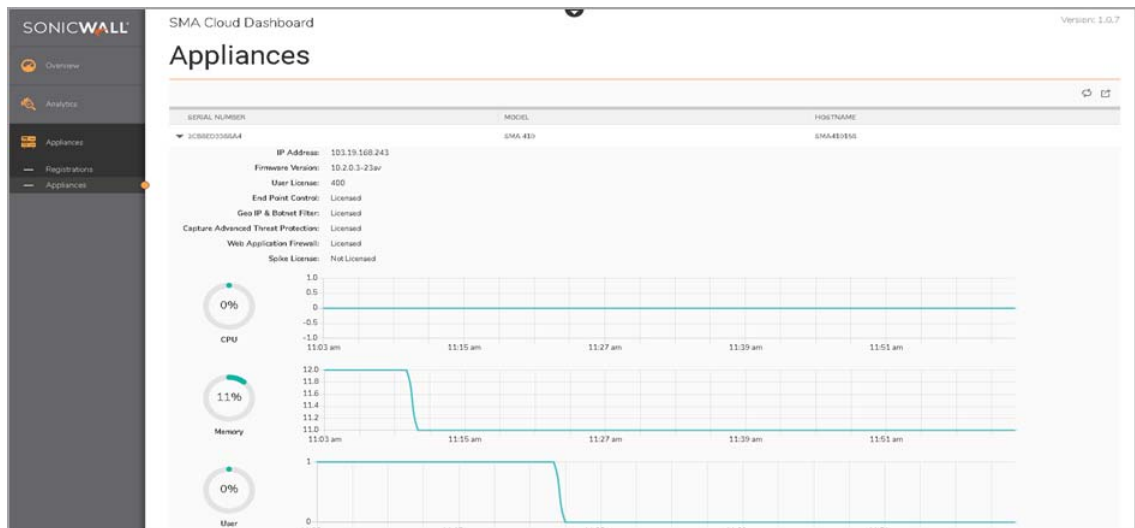 SONICWALL
SMA Cloud Dashboard
Version: 1.0.7
Overview
Appliances
Analytics
SERIAL NUMBER MODEL HOSTNAME
SMA 410
Appliances
IP Address: 103.19.168.243
Registrations
Firmware Version: 10.2.0.3-23sv
Appliances
User License: 400
End Point Control: Licensed
Geo IP & Botnet Filter: Licensed
Capture Advanced Threat Protection: Licensed
Web Application Firewall: Licensed
Spike License: Not Licensed
1.0
0.5
0% 0
-0.5
CPU -1.0
11:03 am 11:15 am 11:27 am 11:39 am 11:51 am
12.0
11.8
11% 11.6
11.4
11.2
Memory 11.0
11:03 am 11:15 am 11:27 am 11:39 am 11:51 am
1
0%
User 0